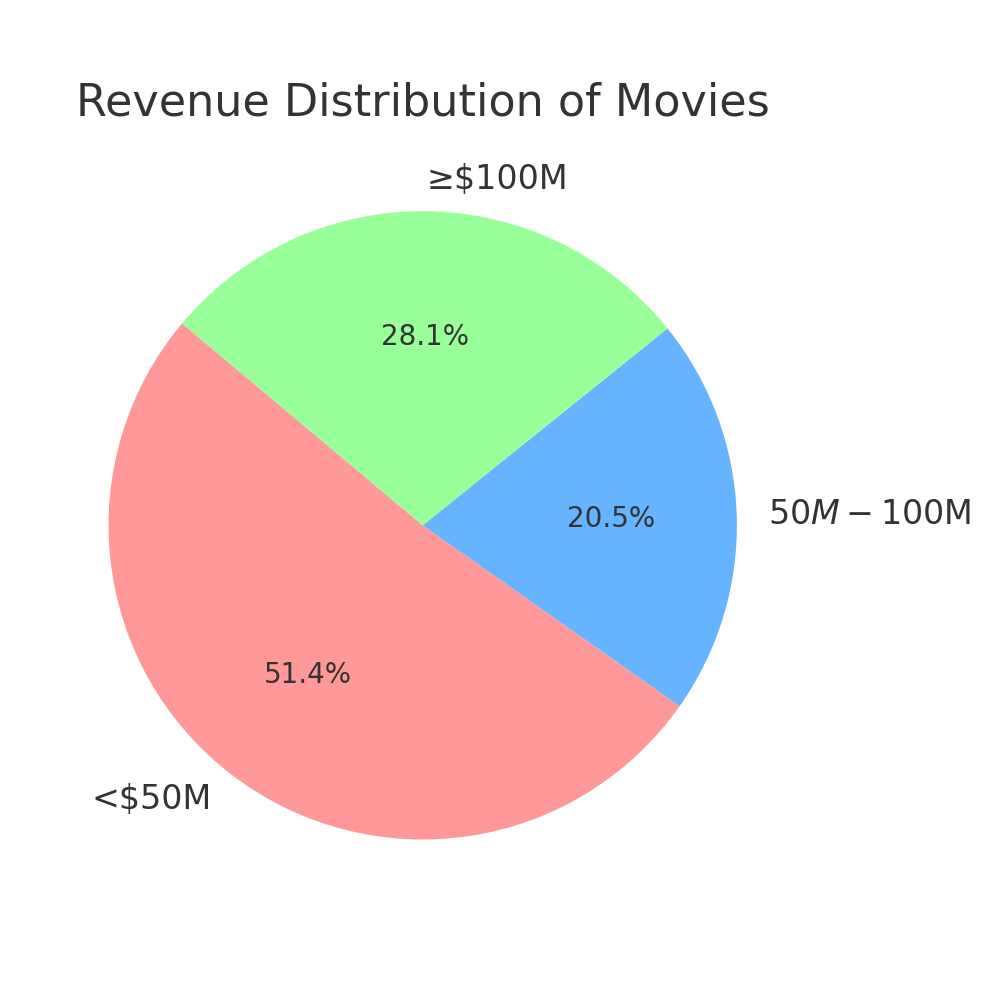 Revenue Distribution of Movies
≥$100M
28.1%
20.5%
50M − 100M
51.4%
<$50M